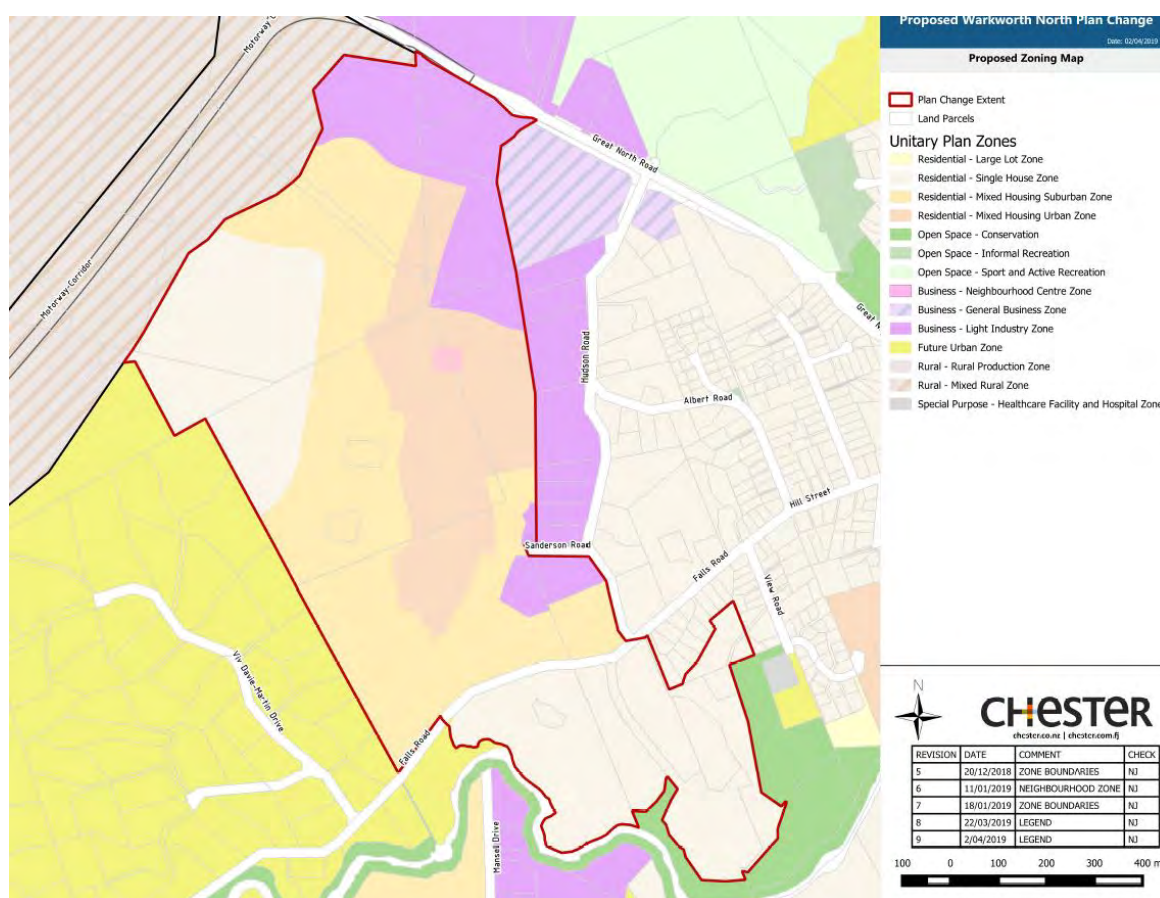 Proposed Warkworth North Plan Change
Date: 02/04/2019
Proposed Zoning Map
Plan Change Extent
Land Parcels
Unitary Plan Zones
Residential - Large Lot Zone
Residential - Single House Zone
Residential - Mixed Housing Suburban Zone
Residential - Mixed Housing Urban Zone
Open Space - Conservation
Open Space - Informal Recreation
Open Space - Sport and Active Recreation
Business - Neighbourhood Centre Zone
Business - General Business Zone
Business - Light Industry Zone
Future Urban Zone
Rural - Rural Production Zone
Rural - Mixed Rural Zone
Special Purpose - Healthcare Facility and Hospital Zone
Motorway-C
Great North Road
Motorway-Corridor
Great N
Hudson Road
Albert Road
Hill Street
Sanderson Road
Falls Road
View Road
Viv Davie-Martin Drive
Falls Road
Mansel Drive
N
CHESTER
chester.co.nz | chester.com.fj
REVISION DATE COMMENT CHECK
5 20/12/2018 ZONE BOUNDARIES NJ
6 11/01/2019 NEIGHBOURHOOD ZONE NJ
7 18/01/2019 ZONE BOUNDARIES NJ
8 22/03/2019 LEGEND NJ
9 2/04/2019 LEGEND NJ
100 0 100 200 300 400 m